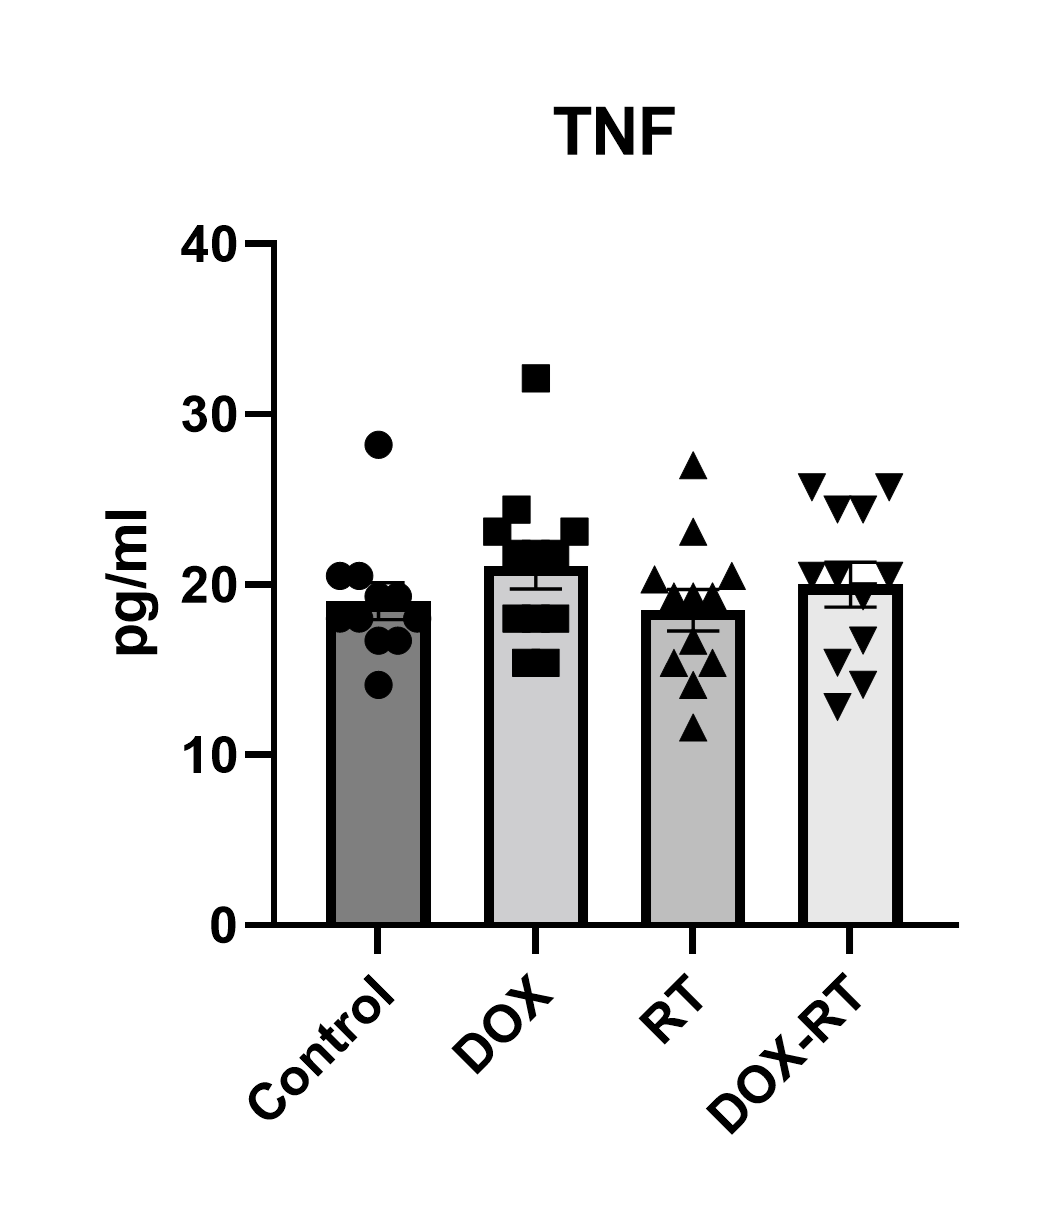 TNF
40
30
20
10
0
pg/ml
Control
DOX
RT
DOX-RT